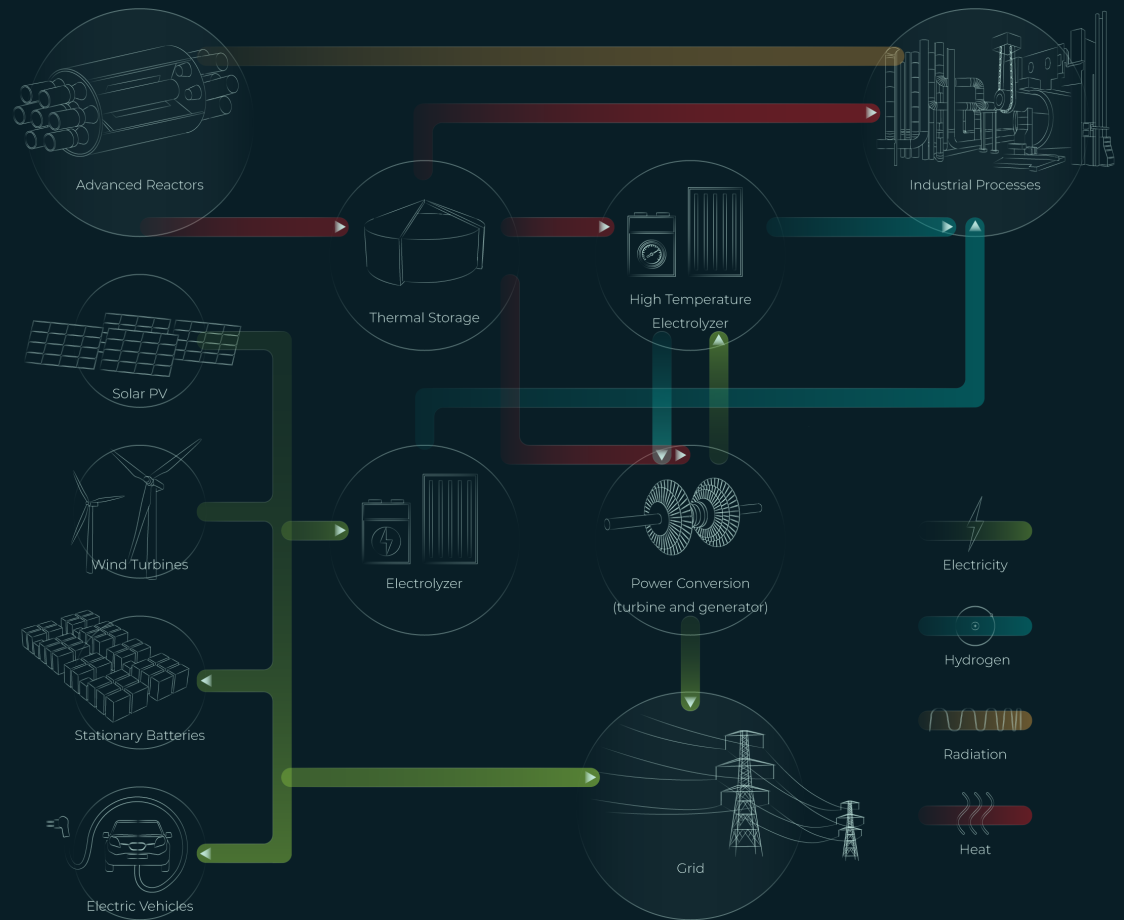 Advanced Reactors
Industrial Processes
Thermal Storage
High Temperature
Electrolyzer
Solar PV
Wind Turbines
Electrolyzer
Power Conversion
(turbine and generator)
Electricity
Hydrogen
Stationary Batteries
Radiation
Heat
Grid
Electric Vehicles